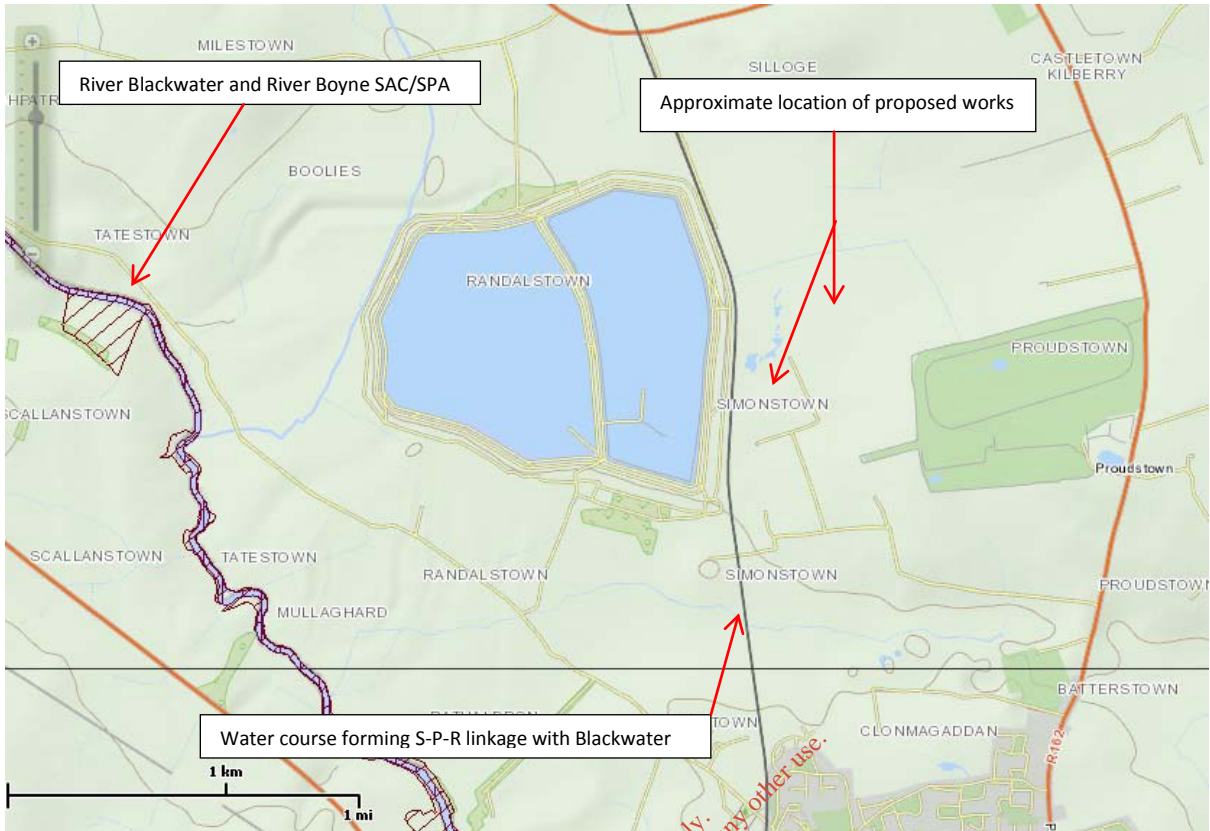 MILESTOWN
SILLOGE
CASTLETOWN
KILBERRY
River Blackwater and River Boyne SAC/SPA
Approximate location of proposed works
BOOLIES
TATESTOWN
RANDALSTOWN
PROUDSTOWN
SCALLANSTOWN
SIMONSTOWN
Proudstown
SCALLANSTOWN
TATESTOWN
RANDALSTOWN
SIMONSTOWN
PROUDSTOWN
MULLAGHARD
BATTERSTOWN
Water course forming S-P-R linkage with Blackwater
CLONMAGADDAN
R162
1 km
1 mi
ny other use.